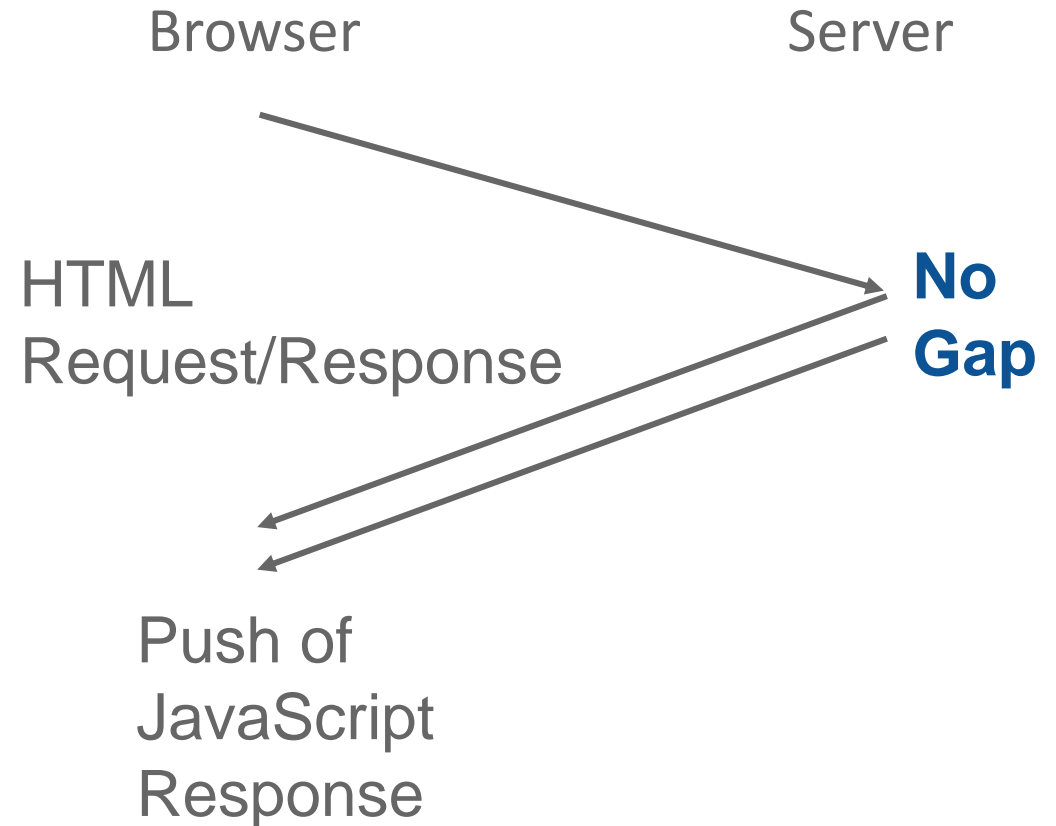 Browser
Server
HTML
Request/Response
No
Gap
Push of
JavaScript
Response